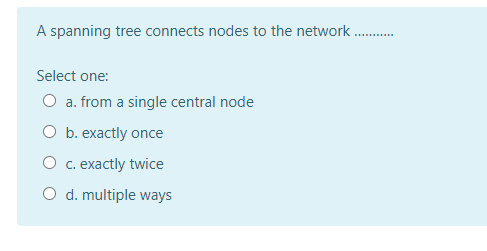 A spanning tree connects nodes to the network ...........
Select one:
a. from a single central node
b. exactly once
c. exactly twice
d. multiple ways